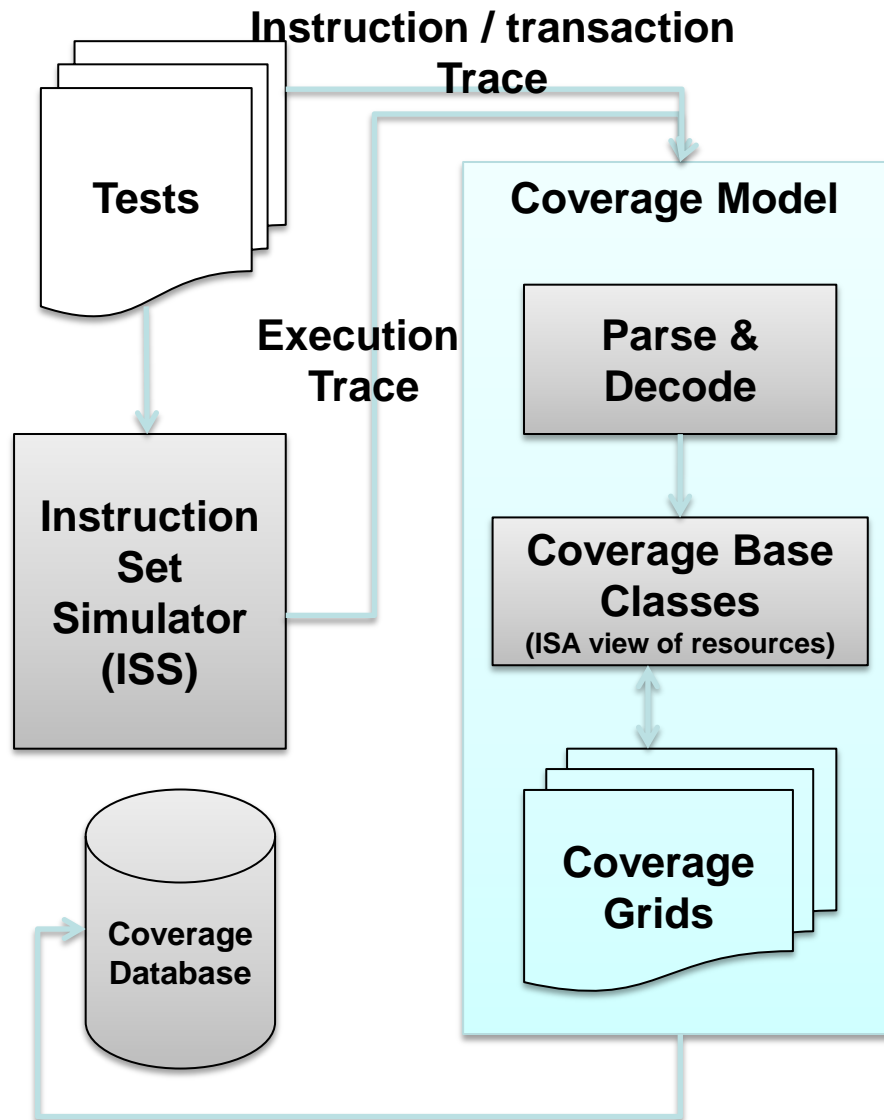 Instruction / transaction
Trace
Tests
Coverage Model
Execution
Trace
Parse &
Decode
Instruction
Set
Simulator
(ISS)
Coverage Base
Classes
(ISA view of resources)
Coverage
Grids
Coverage
Database